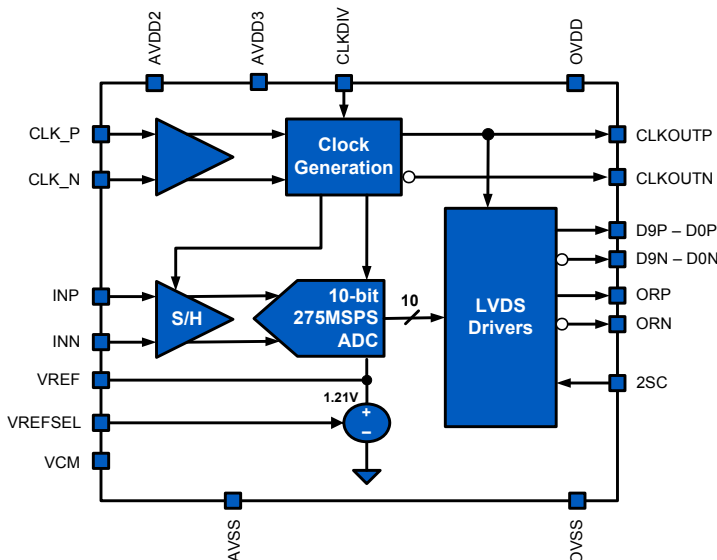 AVDD2
AVDD3
CLKDIV
OVDD
CLK_P
CLK_N
Clock
Generation
CLKOUTP
CLKOUTN
D9P – D0P
D9N – D0N
INP
INN
S/H
10-bit
275MSPS
ADC
10
LVDS
Drivers
ORP
ORN
VREF
1.21V
+
–
2SC
VREFSEL
VCM
AVSS
OVSS